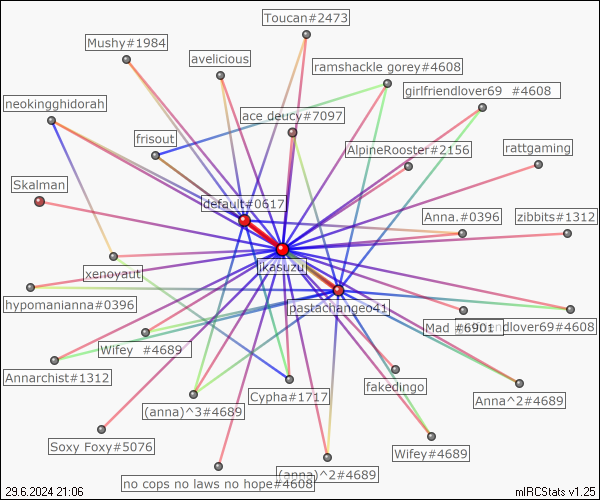 Toucan#2473
Mushy#1984
avelicious
ramshackle gorey#4608
girlfriendlover69 #4608
neokingghidorah
ace deucy#7097
frisout
AlpineRooster#2156
rattgaming
Skalman
default#0617
Anna.#0396
zibbits#1312
likasuzu
xenoyaut
hypomanianna#0396
pastachangeo41
Mad #6901
endlover69#4608
Wifey #4689
Annarchist#1312
fakedingo
Cypha#1717
Anna^2#4689
(anna)^3#4689
Soxy Foxy#5076
Wifey#4689
(anna)^2#4689
no cops no laws no hope#4608
29.6.2024 21:06
mIRCStats v1.25